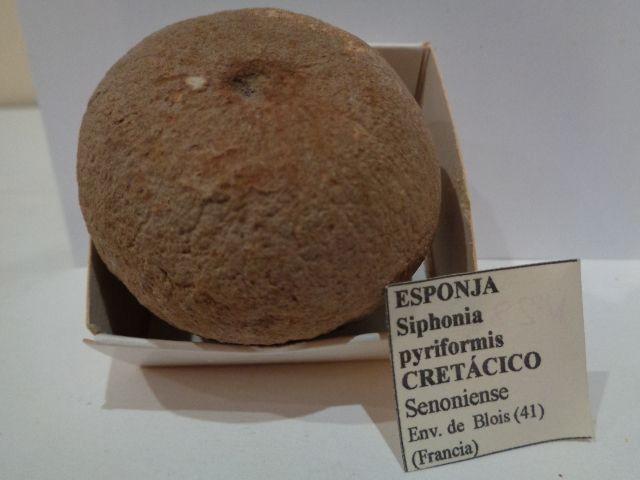 ESPONJA
Siphonia
pyriformis
CRETÁCICO
Senoniense
Env. de Blois (41)
(Francia)